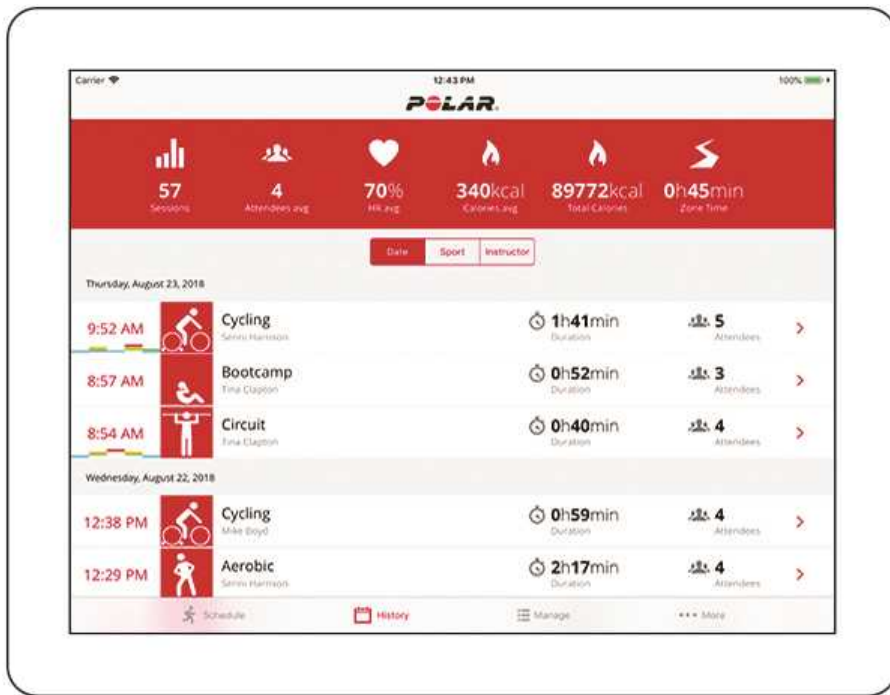 Carrier 12:43 PM 100%
POLAR.
57 4 70% 340kcal 89772kcal 0h45min
Sessions Attendees avg HR avg Calories avg Total Calories Zone Time
Date Sport Instructor
Thursday, August 23, 2018
9:52 AM Cycling 1h41min 5
Senni Harrison Duration Attendees
8:57 AM Bootcamp 0h52min 3
Tina Clapton Duration Attendees
8:54 AM Circuit 0h40min 4
Tina Clapton Duration Attendees
Wednesday, August 22, 2018
12:38 PM Cycling 0h59min 4
Mike Boyd Duration Attendees
12:29 PM Aerobic 2h17min 4
Senni Harrison Duration Attendees
Schedule History Manage More